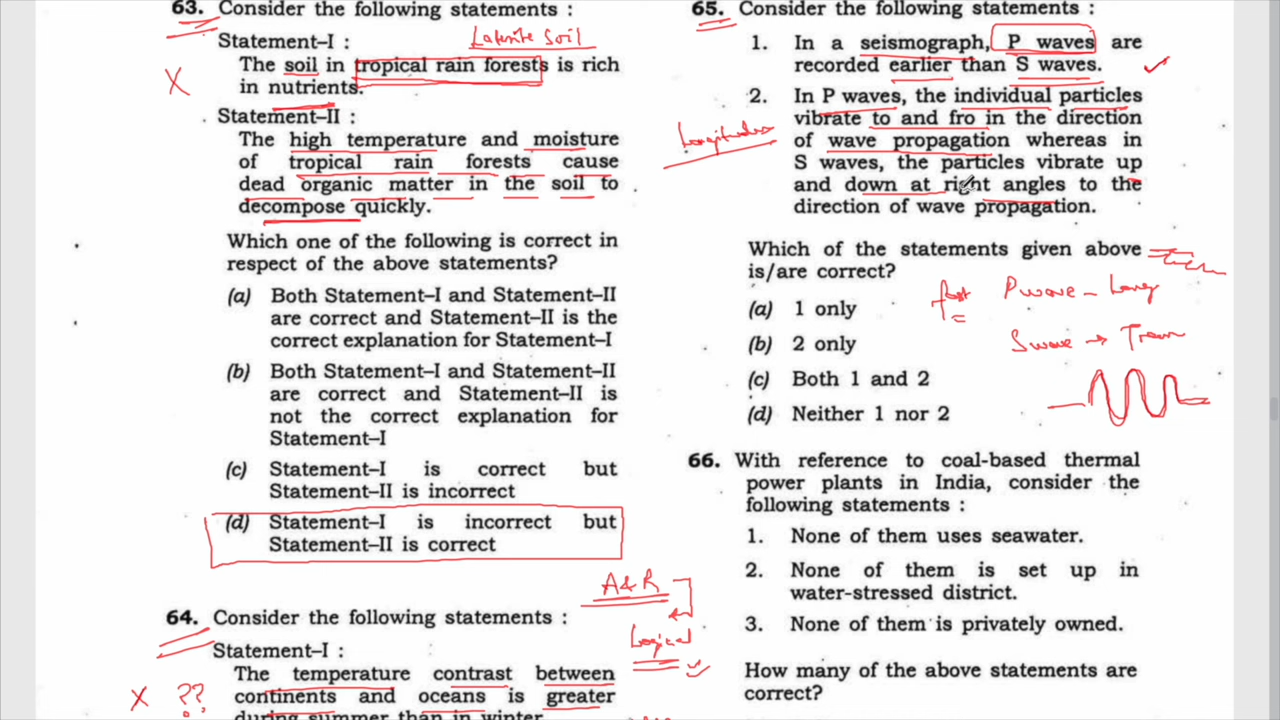 63. Consider the following statements :
Statement–I :
Laterite Soil
The soil in tropical rain forests is rich
in nutrients.
X
Statement–II :
The high temperature and moisture
of tropical rain forests cause
dead organic matter in the soil to
decompose quickly.
Which one of the following is correct in
respect of the above statements?
(a) Both Statement–I and Statement–II
are correct and Statement–II is the
correct explanation for Statement–I
(b) Both Statement–I and Statement–II
are correct and Statement–II is
not the correct explanation for
Statement–I
(c) Statement–I is correct but
Statement–II is incorrect
(d) Statement–I is incorrect but
Statement–II is correct
A&R
Logical
64. Consider the following statements :
Statement–I :
The temperature contrast between
continents and oceans is greater
during summer than in winter.
X ??
65. Consider the following statements :
1. In a seismograph, P waves are
recorded earlier than S waves.
2. In P waves, the individual particles
vibrate to and fro in the direction
of wave propagation whereas in
S waves, the particles vibrate up
and down at right angles to the
direction of wave propagation.
Which of the statements given above
is/are correct?
fast P wave – Long
S wave → Tran
(a) 1 only
(b) 2 only
(c) Both 1 and 2
(d) Neither 1 nor 2
66. With reference to coal-based thermal
power plants in India, consider the
following statements :
1. None of them uses seawater.
2. None of them is set up in
water-stressed district.
3. None of them is privately owned.
How many of the above statements are
correct?